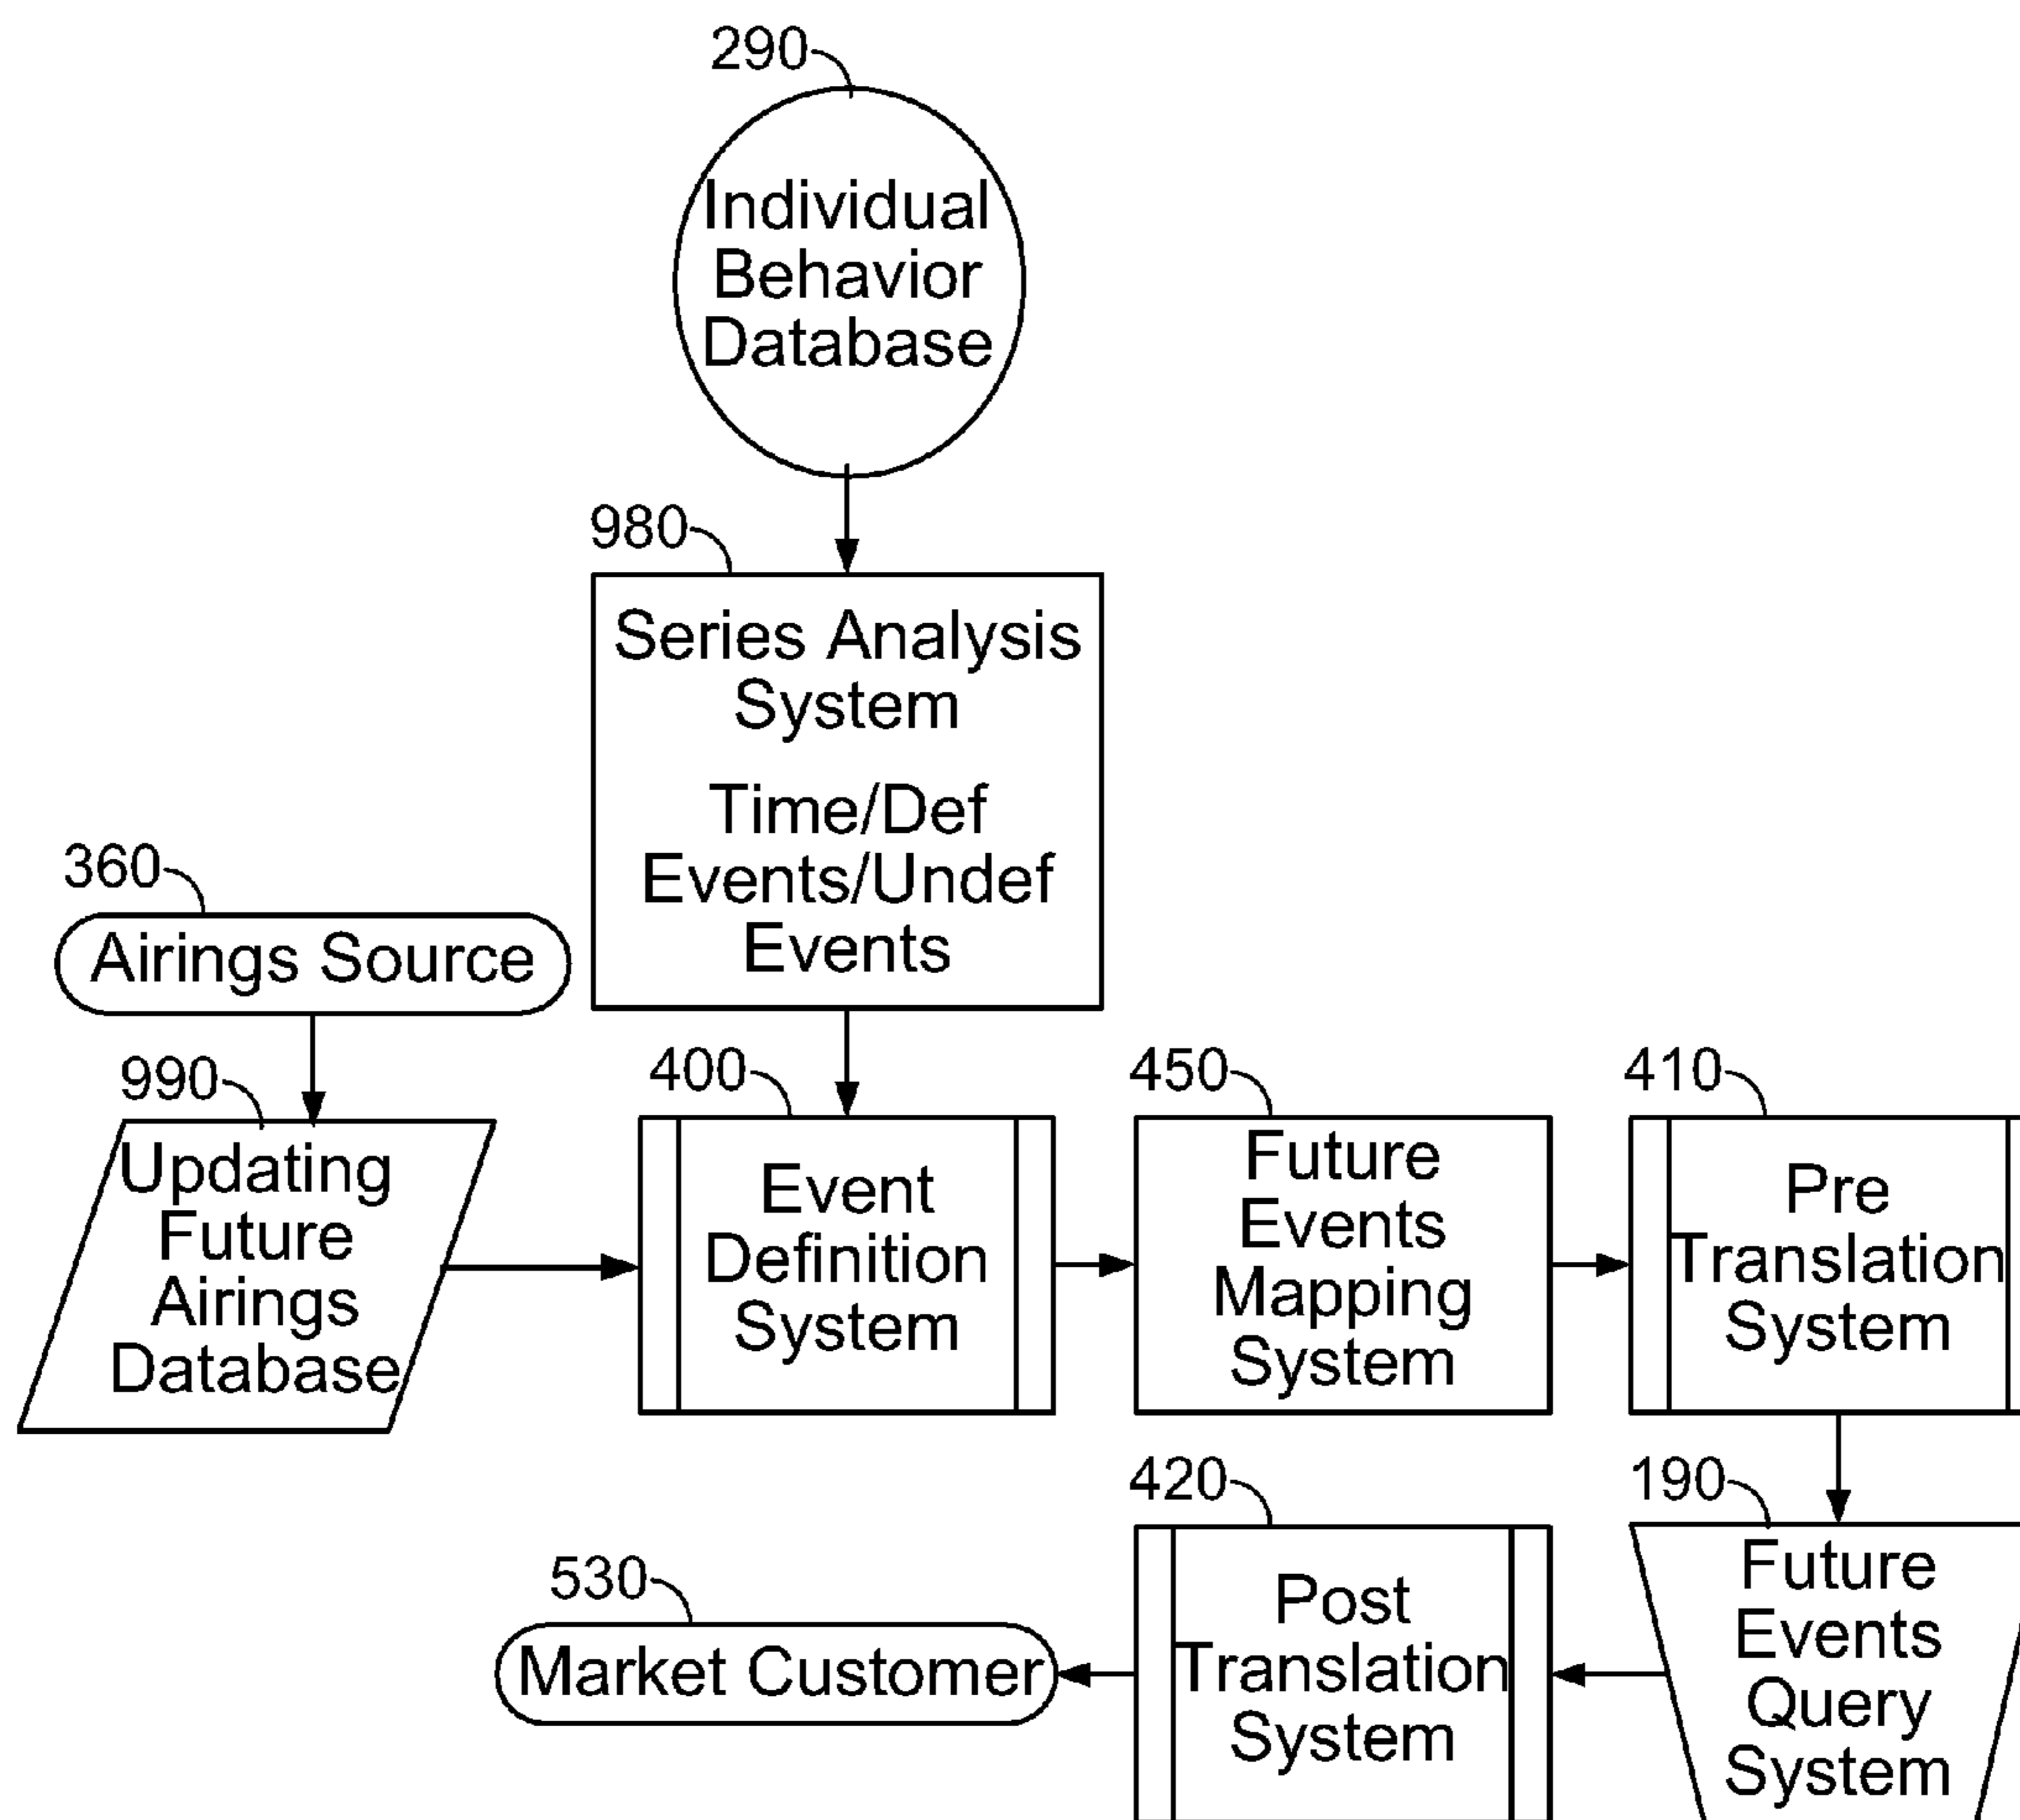 290
Individual
Behavior
Database
980
Series Analysis
System
Time/Def
Events/Undef
Events
360
Airings Source
990
Updating
Future
Airings
Database
400
Event
Definition
System
450
Future
Events
Mapping
System
410
Pre
Translation
System
190
Future
Events
Query
System
420
Post
Translation
System
530
Market Customer